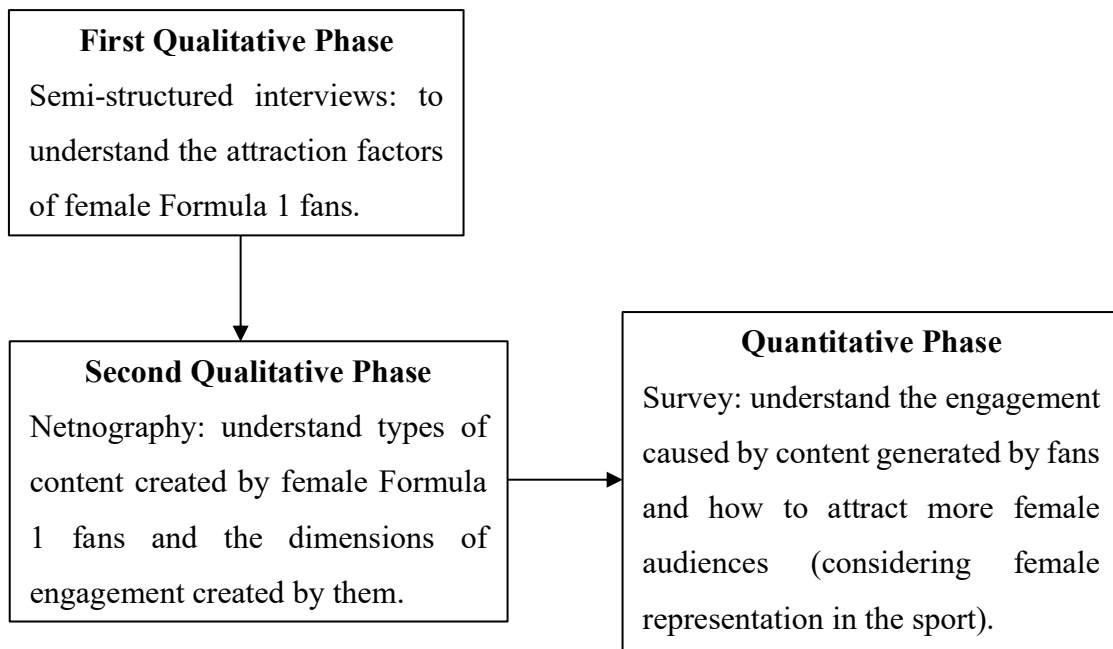 First Qualitative Phase
Semi-structured interviews: to
understand the attraction factors
of female Formula 1 fans.
Second Qualitative Phase
Netnography: understand types of
content created by female Formula
1 fans and the dimensions of
engagement created by them.
Quantitative Phase
Survey: understand the engagement
caused by content generated by fans
and how to attract more female
audiences (considering female
representation in the sport).